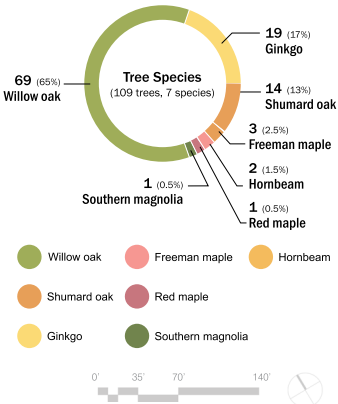 19 (17%)
Ginkgo
69 (65%)
Willow oak
Tree Species
(109 trees, 7 species)
14 (13%)
Shumard oak
3 (2.5%)
Freeman maple
2 (1.5%)
Hornbeam
1 (0.5%)
Southern magnolia
1 (0.5%)
Red maple
Willow oak
Freeman maple
Hornbeam
Shumard oak
Red maple
Ginkgo
Southern magnolia
0' 35' 70' 140'